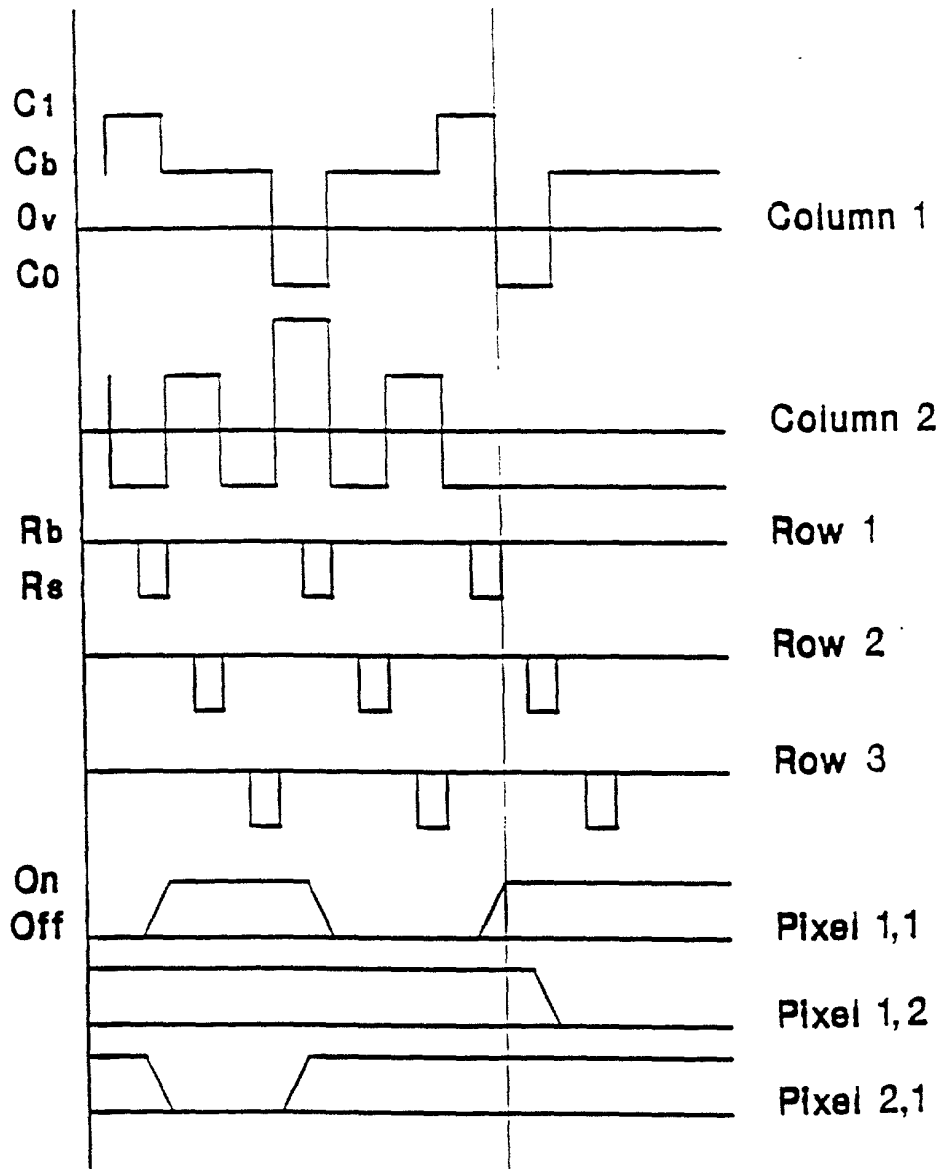 C1
Cb
0v
Column 1
C0
Column 2
Rb
Row 1
Rs
Row 2
Row 3
On
Off
Pixel 1,1
Pixel 1,2
Pixel 2,1